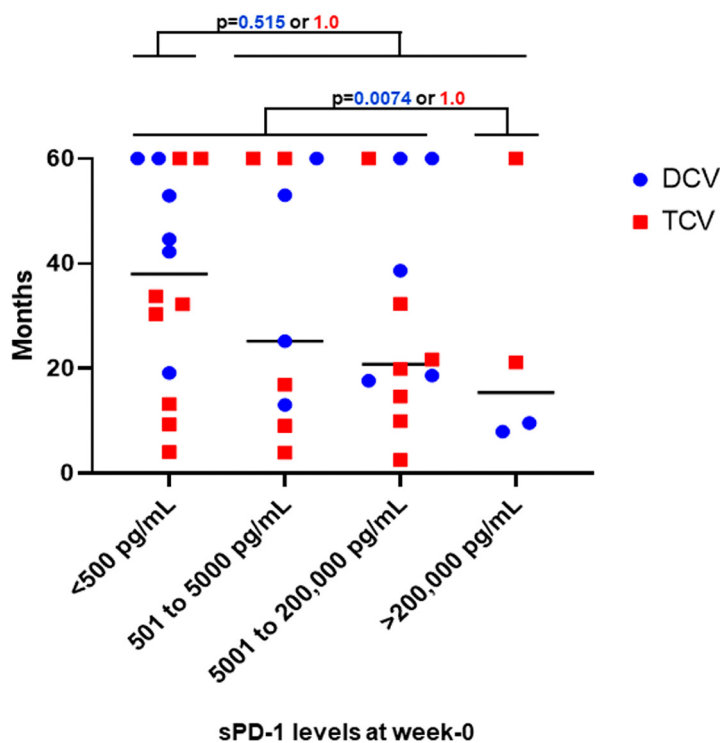 p=0.515 or 1.0
p=0.0074 or 1.0
60
40
20
0
Months
DCV
TCV
<500 pg/mL
501 to 5000 pg/mL
5001 to 200,000 pg/mL
>200,000 pg/mL
sPD-1 levels at week-0